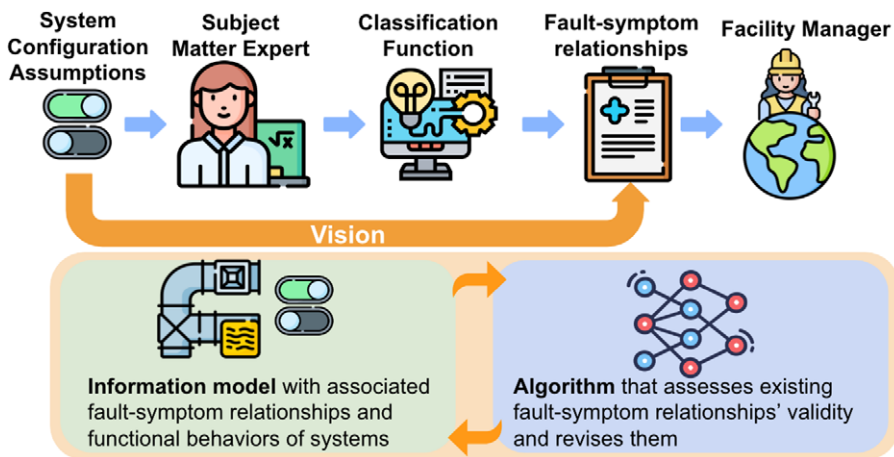 System
Configuration
Assumptions
Subject
Matter Expert
Classification
Function
Fault-symptom
relationships
Facility Manager
√x
Vision
Information model with associated
fault-symptom relationships and
functional behaviors of systems
Algorithm that assesses existing
fault-symptom relationships' validity
and revises them